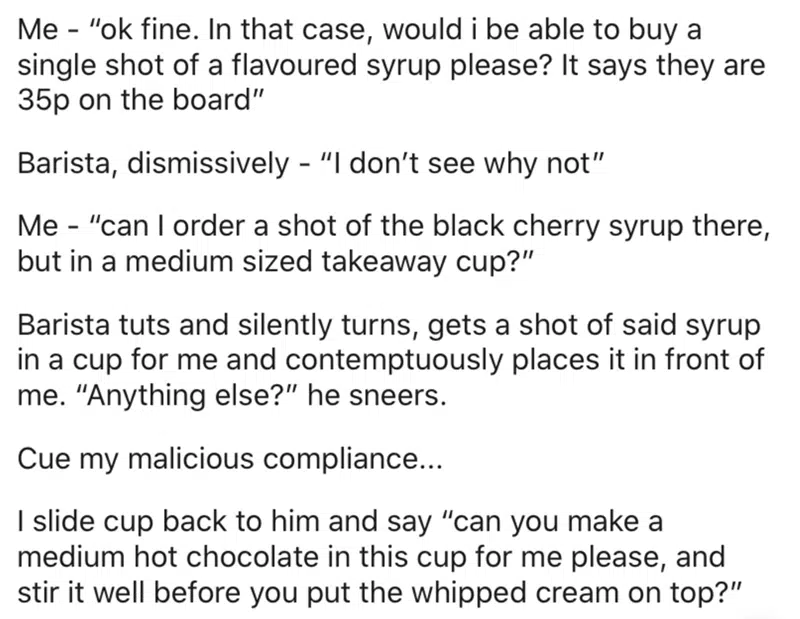 Me - “ok fine. In that case, would i be able to buy a
single shot of a flavoured syrup please? It says they are
35p on the board”
Barista, dismissively - “I don’t see why not”
Me - “can I order a shot of the black cherry syrup there,
but in a medium sized takeaway cup?”
Barista tuts and silently turns, gets a shot of said syrup
in a cup for me and contemptuously places it in front of
me. “Anything else?” he sneers.
Cue my malicious compliance...
I slide cup back to him and say “can you make a
medium hot chocolate in this cup for me please, and
stir it well before you put the whipped cream on top?”